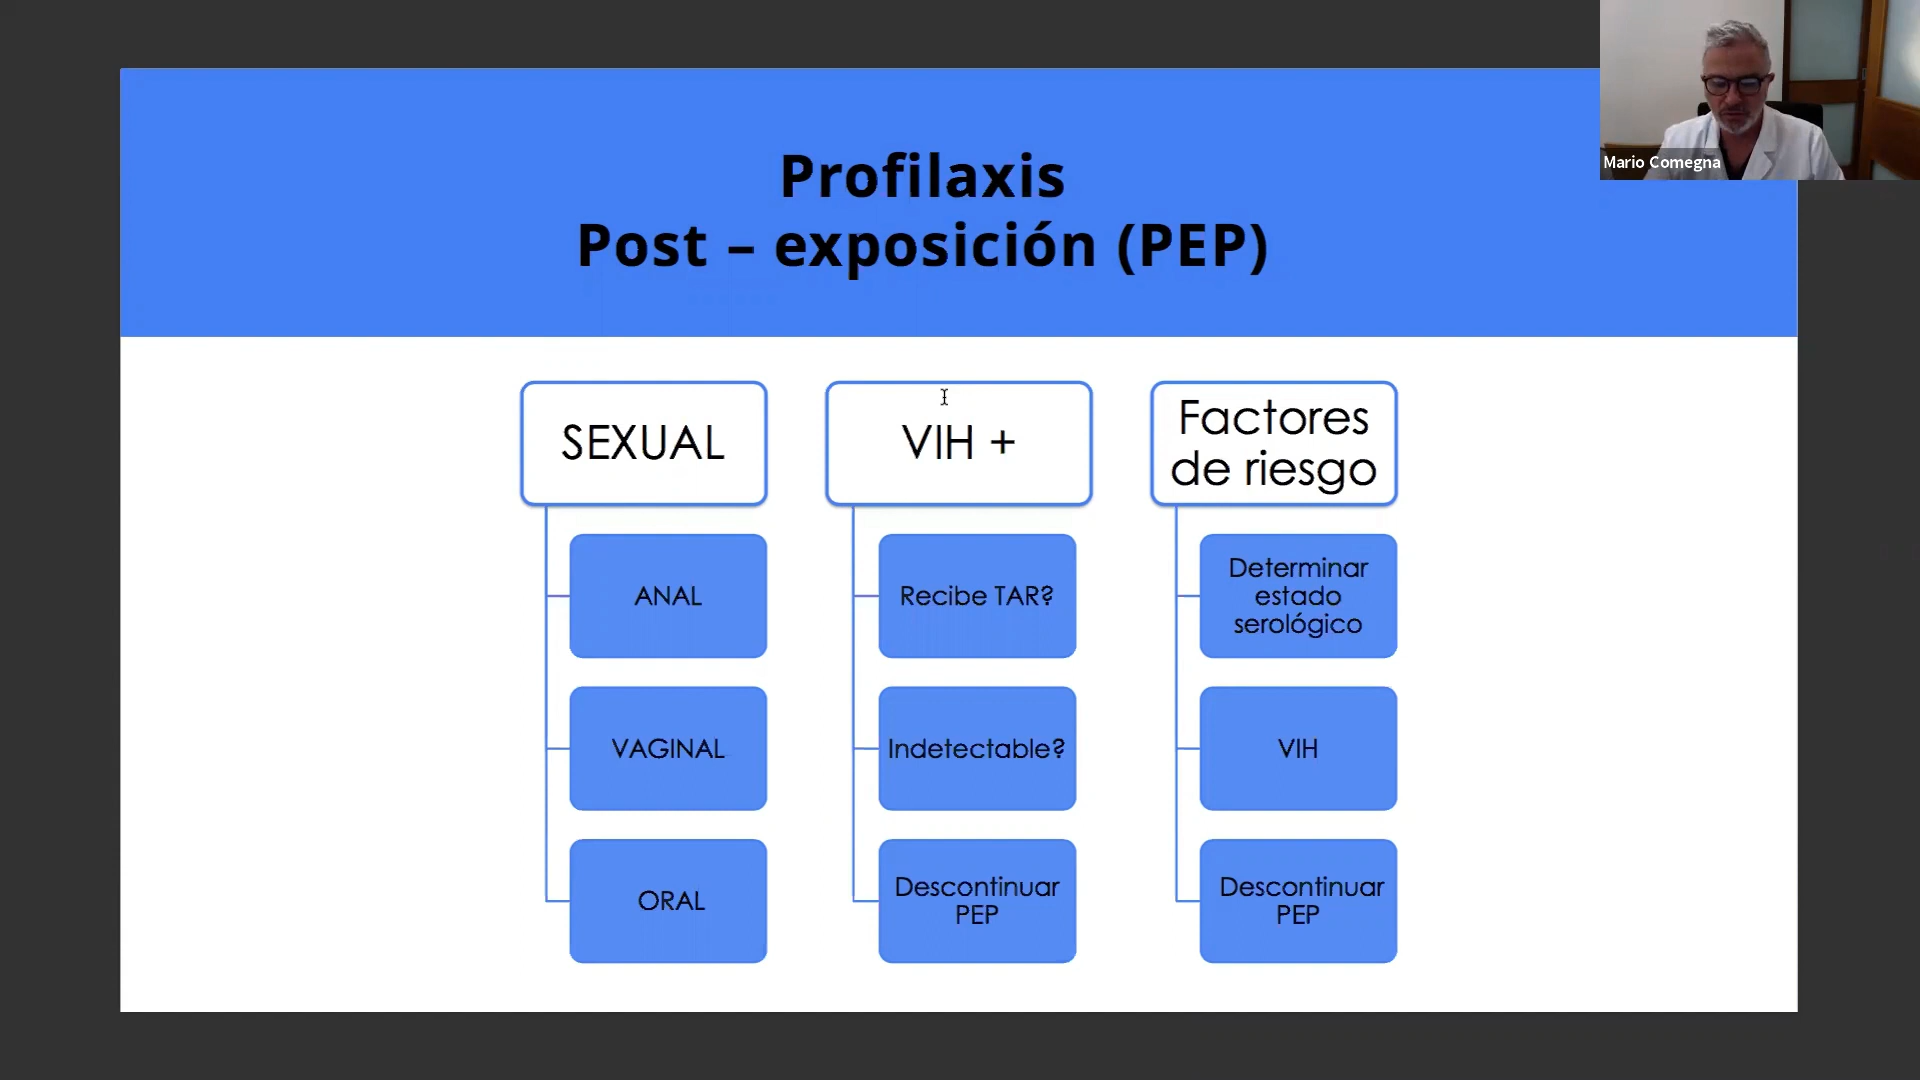 Profilaxis
Post – exposición (PEP)
Mario Comegna
SEXUAL
ANAL
VAGINAL
ORAL
VIH +
Recibe TAR?
Indetectable?
Descontinuar
PEP
Factores
de riesgo
Determinar
estado
serológico
VIH
Descontinuar
PEP